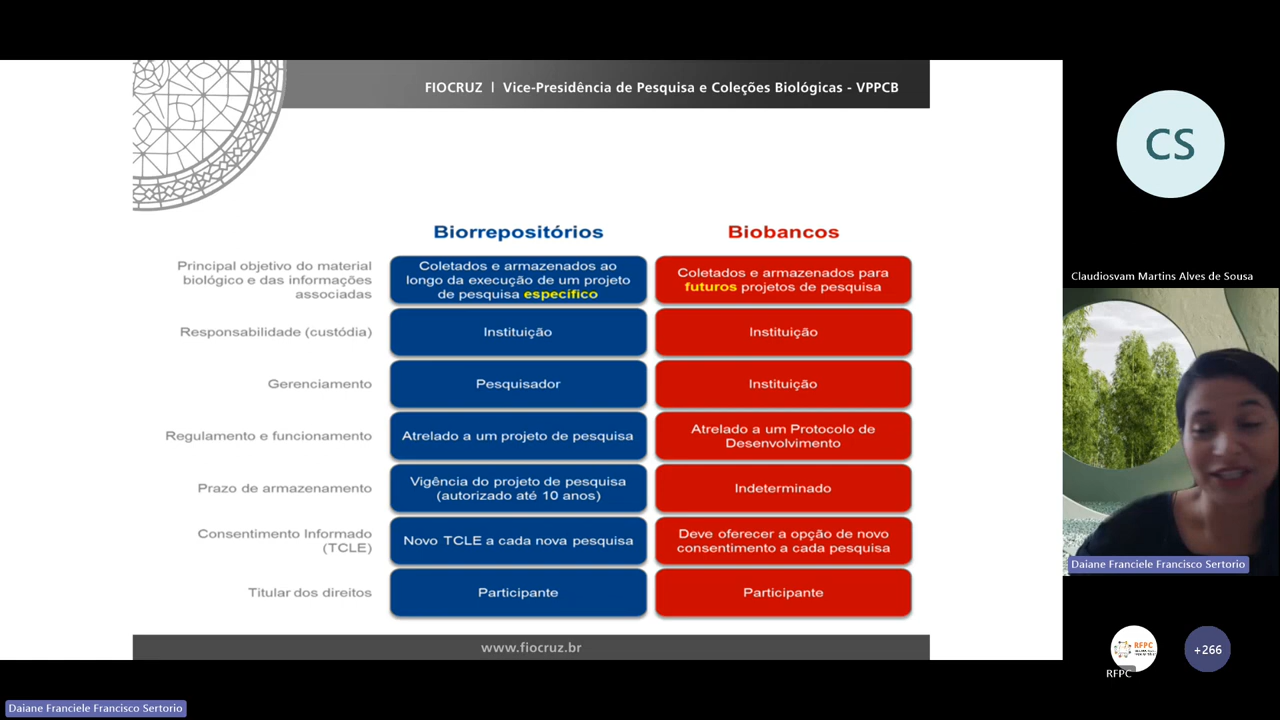 FIOCRUZ | Vice-Presidência de Pesquisa e Coleções Biológicas - VPPCB
Biorrepositórios
Biobancos
Principal objetivo do material
biológico e das informações
associadas
Coletados e armazenados ao
longo da execução de um projeto
de pesquisa específico
Coletados e armazenados para
futuros projetos de pesquisa
Responsabilidade (custódia)
Instituição
Instituição
Gerenciamento
Pesquisador
Instituição
Regulamento e funcionamento
Atrelado a um projeto de pesquisa
Atrelado a um Protocolo de
Desenvolvimento
Prazo de armazenamento
Vigência do projeto de pesquisa
(autorizado até 10 anos)
Indeterminado
Consentimento Informado
(TCLE)
Novo TCLE a cada nova pesquisa
Deve oferecer a opção de novo
consentimento a cada pesquisa
Titular dos direitos
Participante
Participante
www.fiocruz.br
CS
Claudiosvam Martins Alves de Sousa
Daiane Franciele Francisco Sertorio
RFPC
RFPC
+266
Daiane Franciele Francisco Sertorio